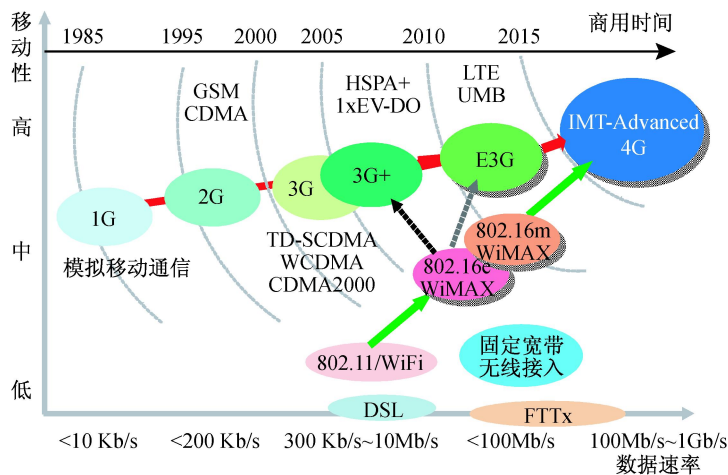 移动性
商用时间
1985
1995
2000
2005
2010
2015
高
中
低
GSM
CDMA
HSPA+
1xEV-DO
LTE
UMB
IMT-Advanced
4G
E3G
3G+
3G
2G
1G
模拟移动通信
TD-SCDMA
WCDMA
CDMA2000
802.16m
WiMAX
802.16e
WiMAX
802.11/WiFi
固定宽带
无线接入
DSL
FTTx
<10 Kb/s
<200 Kb/s
300 Kb/s~10Mb/s
<100Mb/s
100Mb/s~1Gb/s
数据速率